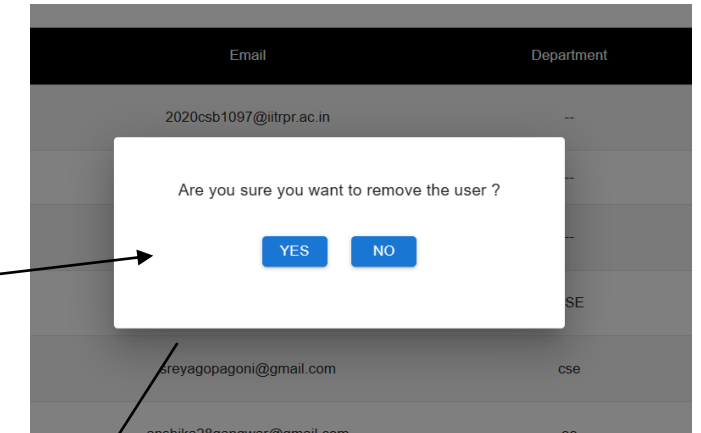 Email Department
2020csb1097@iitrpr.ac.in --
--
Are you sure you want to remove the user ?
--
YES NO
SE
sreyagopagoni@gmail.com cse